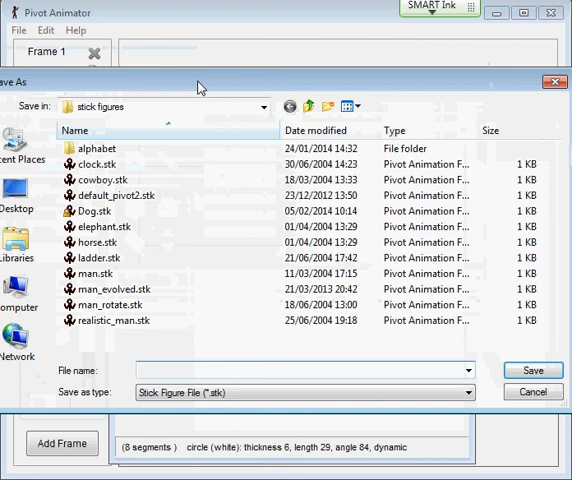 Pivot Animator
SMART Ink
File Edit Help
Frame 1
ave As
Save in: stick figures
Name Date modified Type Size
alphabet 24/01/2014 14:32 File folder
clock.stk 30/06/2004 14:23 Pivot Animation F... 1 KB
cowboy.stk 18/03/2004 13:33 Pivot Animation F... 1 KB
default_pivot2.stk 23/12/2012 13:50 Pivot Animation F... 1 KB
Dog.stk 05/02/2014 10:14 Pivot Animation F... 1 KB
elephant.stk 01/04/2004 13:29 Pivot Animation F... 1 KB
horse.stk 01/04/2004 13:29 Pivot Animation F... 1 KB
ladder.stk 21/06/2004 17:42 Pivot Animation F... 1 KB
man.stk 11/03/2004 17:15 Pivot Animation F... 1 KB
man_evolved.stk 21/03/2013 20:42 Pivot Animation F... 1 KB
man_rotate.stk 18/06/2004 13:00 Pivot Animation F... 1 KB
realistic_man.stk 25/06/2004 19:18 Pivot Animation F... 1 KB
cent Places
Desktop
Libraries
omputer
Network
File name: Save
Save as type: Stick Figure File (*.stk) Cancel
Add Frame
(8 segments ) circle (white): thickness 6, length 29, angle 84, dynamic